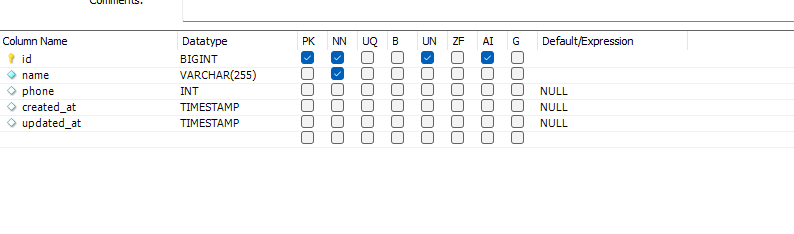 Comments:
Column Name Datatype PK NN UQ B UN ZF AI G Default/Expression
id BIGINT
name VARCHAR(255)
phone INT NULL
created_at TIMESTAMP NULL
updated_at TIMESTAMP NULL